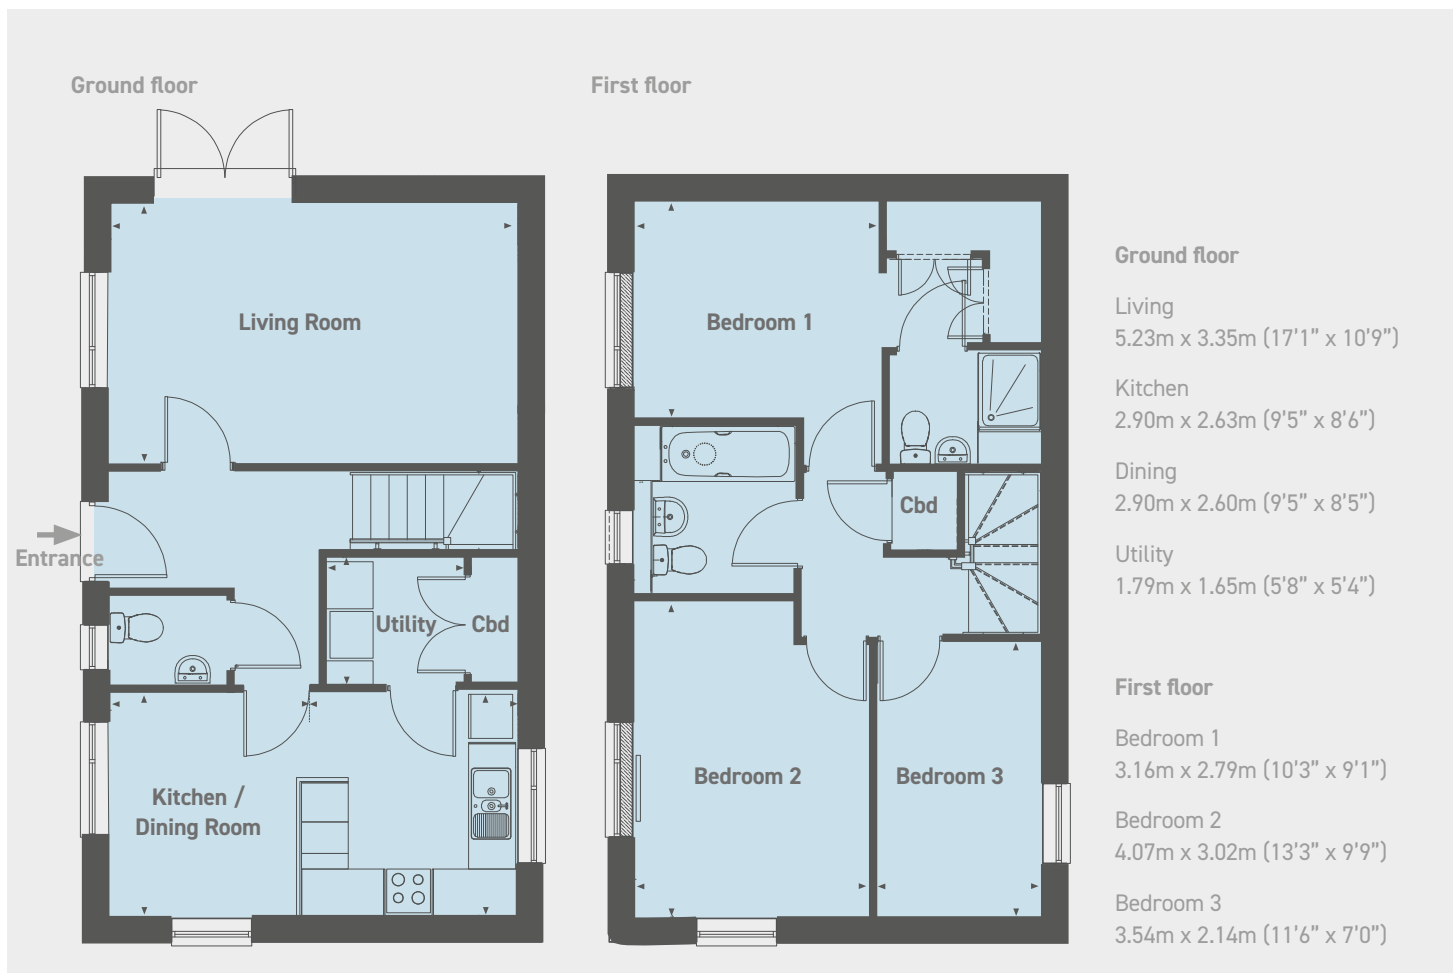 Ground floor
First floor
Living Room
Entrance
Utility
Cbd
Kitchen /
Dining Room
Bedroom 1
Cbd
Bedroom 2
Bedroom 3
Ground floor
Living
5.23m x 3.35m (17’1” x 10’9”)
Kitchen
2.90m x 2.63m (9’5” x 8’6”)
Dining
2.90m x 2.60m (9’5” x 8’5”)
Utility
1.79m x 1.65m (5’8” x 5’4”)
First floor
Bedroom 1
3.16m x 2.79m (10’3” x 9’1”)
Bedroom 2
4.07m x 3.02m (13’3” x 9’9”)
Bedroom 3
3.54m x 2.14m (11’6” x 7’0”)